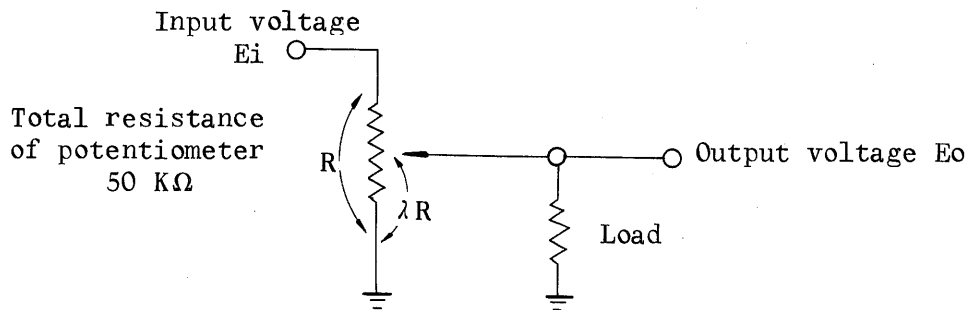 Input voltage
Ei
Total resistance
of potentiometer
50 KΩ
R
λR
Output voltage Eo
Load